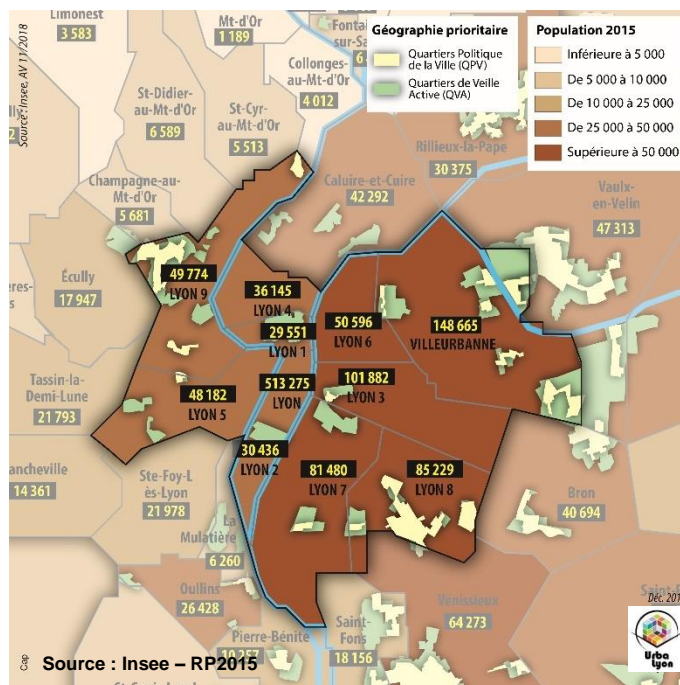 Limonest
3 583
Mt-d'Or
1 189
Fontai
sur-Sa
6
Source : Insee, AV 11/2018
Collonges-
au-Mt-d'Or
4 012
St-Didier-
au-Mt-d'Or
6 589
St-Cyr-
au-Mt-d'Or
5 513
Géographie prioritaire
Quartiers Politique
de la Ville (QPV)
Quartiers de Veille
Active (QVA)
Population 2015
Inférieure à 5 000
De 5 000 à 10 000
De 10 000 à 25 000
De 25 000 à 50 000
Supérieure à 50 000
Rillieux-la-Pape
30 375
Champagne-au-
Mt-d'Or
5 681
Caluire-et-Cuire
42 292
Vaulx-
en-Velin
47 313
Écully
17 947
49 774
LYON 9
36 145
LYON 4
29 551
LYON 1
50 596
LYON 6
148 665
VILLEURBANNE
Tassin-la-
Demi-Lune
21 793
48 182
LYON 5
513 275
LYON
101 882
LYON 3
30 436
LYON 2
81 480
LYON 7
85 229
LYON 8
ancheville
14 361
Ste-Foy-L
ès-Lyon
21 978
La
Mulatière
6 260
Bron
40 694
Oullins
26 428
Pierre-Bénite
10 257
Saint-
Fons
18 156
Vénissieux
64 273
Saint-
Déc. 201
Urba
Lyon
Cap
Source : Insee – RP2015